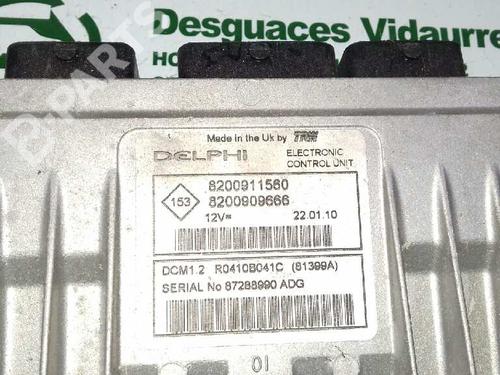 Desguaces Vidaurre
B-PARTS
Made in the Uk by TRW
DELPHI
ELECTRONIC
CONTROL UNIT
153
8200911560
8200909666
12V=
22.01.10
DCM1.2 R0410B041C (81399A)
SERIAL No 87288990 ADG
01